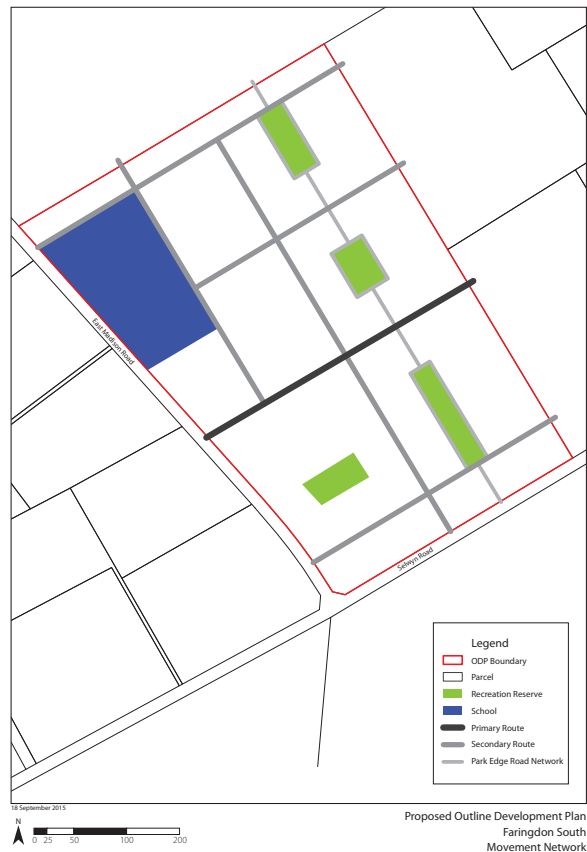 East Maddison Road
Selwyn Road
Legend
ODP Boundary
Parcel
Recreation Reserve
School
Primary Route
Secondary Route
Park Edge Road Network
18 September 2015
N
0 25 50 100 200
Proposed Outline Development Plan
Faringdon South
Movement Network